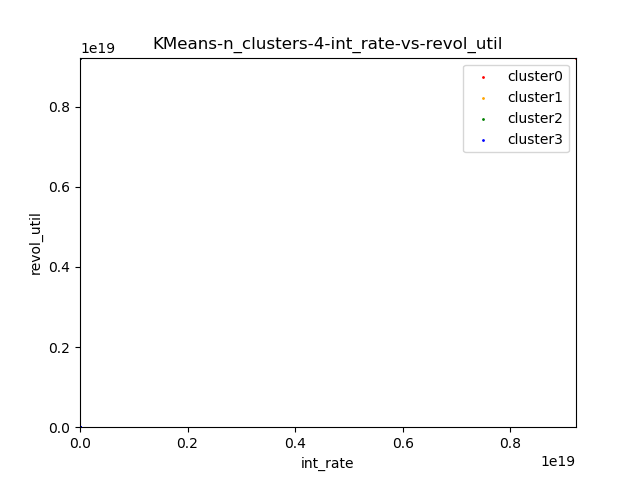 KMeans-n_clusters-4-int_rate-vs-revol_util
1e19
cluster0
cluster1
cluster2
cluster3
0.8
0.6
0.4
0.2
0.0
revol_util
0.0 0.2 0.4 0.6 0.8
int_rate
1e19